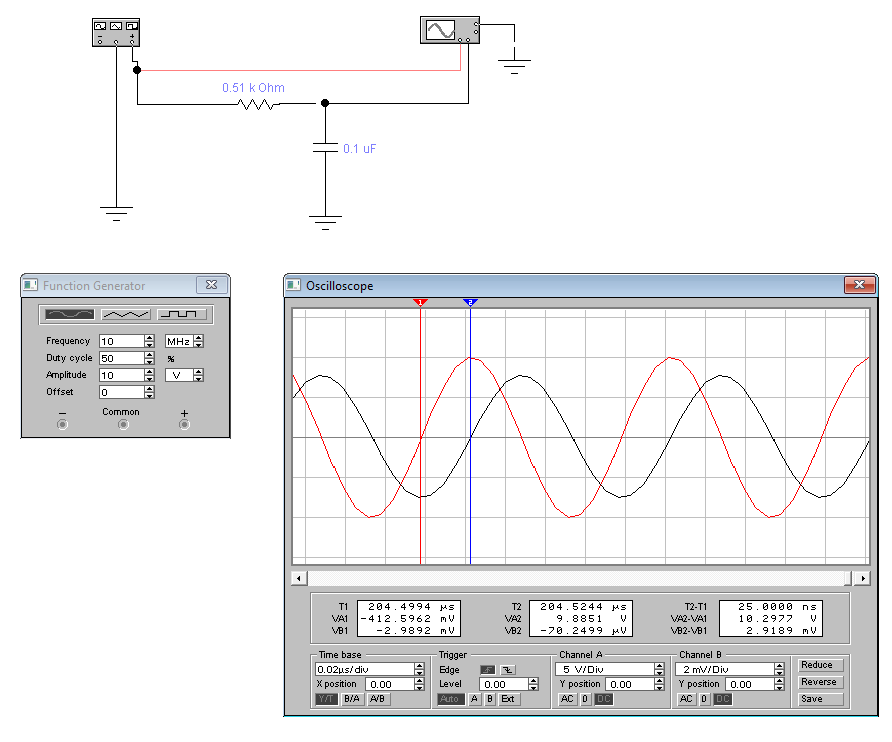 0.51 k Ohm
0.1 uF
Function Generator
Frequency 10 MHz
Duty cycle 50 %
Amplitude 10 V
Offset 0
− Common +
Oscilloscope
1 2
T1 204.4994 µs T2 204.5244 µs T2-T1 25.0000 ns
VA1 -412.5962 mV VA2 9.8851 V VA2-VA1 10.2977 V
VB1 -2.9892 mV VB2 -70.2499 µV VB2-VB1 2.9189 mV
Time base Trigger Channel A Channel B
0.02µs/div Edge 5 V/Div 2 mV/Div Reduce
X position 0.00 Level 0.00 Y position 0.00 Y position 0.00 Reverse
Y/T B/A A/B Auto A B Ext AC 0 DC AC 0 DC Save